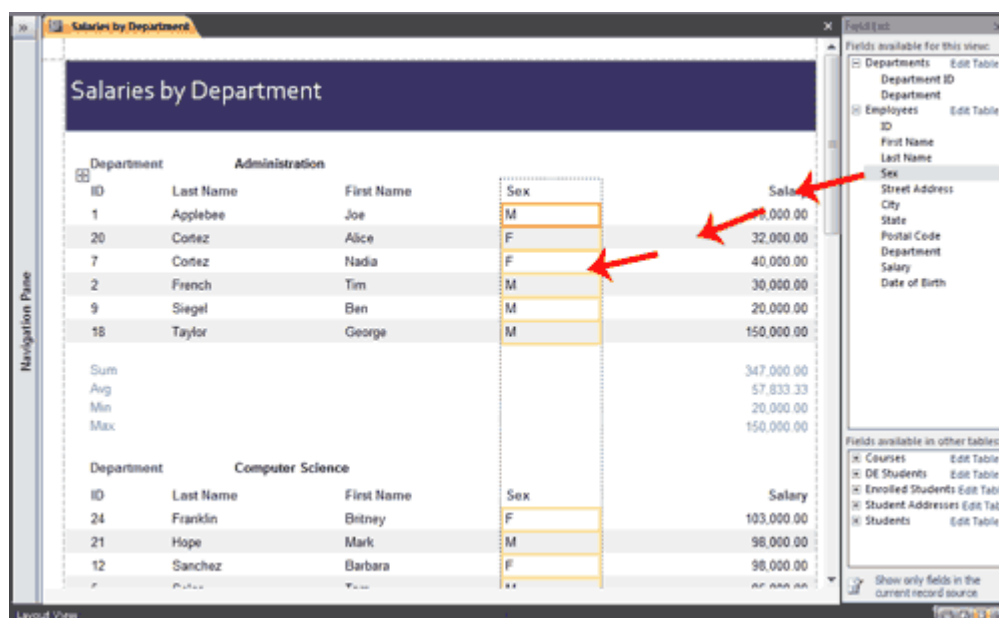 Salaries by Department
Field List
Fields available for this view:
Departments Edit Table
Department ID
Department
Employees Edit Table
ID
First Name
Last Name
Sex
Street Address
City
State
Postal Code
Department
Salary
Date of Birth
Navigation Pane
Salaries by Department
Department Administration
ID Last Name First Name Sex
1 Applebee Joe M
20 Cortez Alice F 32,000.00
7 Cortez Nadia F 40,000.00
2 French Tim M 30,000.00
9 Siegel Ben M 20,000.00
18 Taylor George M 150,000.00
Sum 347,000.00
Avg 57,833.33
Min 20,000.00
Max 150,000.00
Department Computer Science
ID Last Name First Name Sex Salary
24 Franklin Britney F 103,000.00
21 Hope Mark M 98,000.00
12 Sanchez Barbara F 98,000.00
Fields available in other tables
Courses Edit Table
DE Students Edit Table
Enrolled Students Edit Tab
Student Addresses Edit Tab
Students Edit Table
Show only fields in the
current record source
Layout View